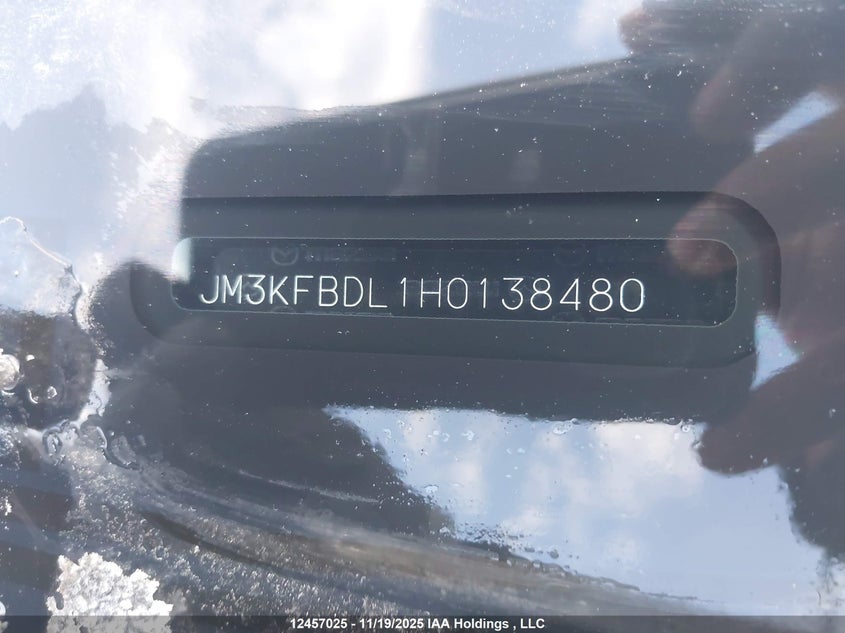 JM3KFBDL1H0138480
12457025 - 11/19/2025 IAA Holdings , LLC